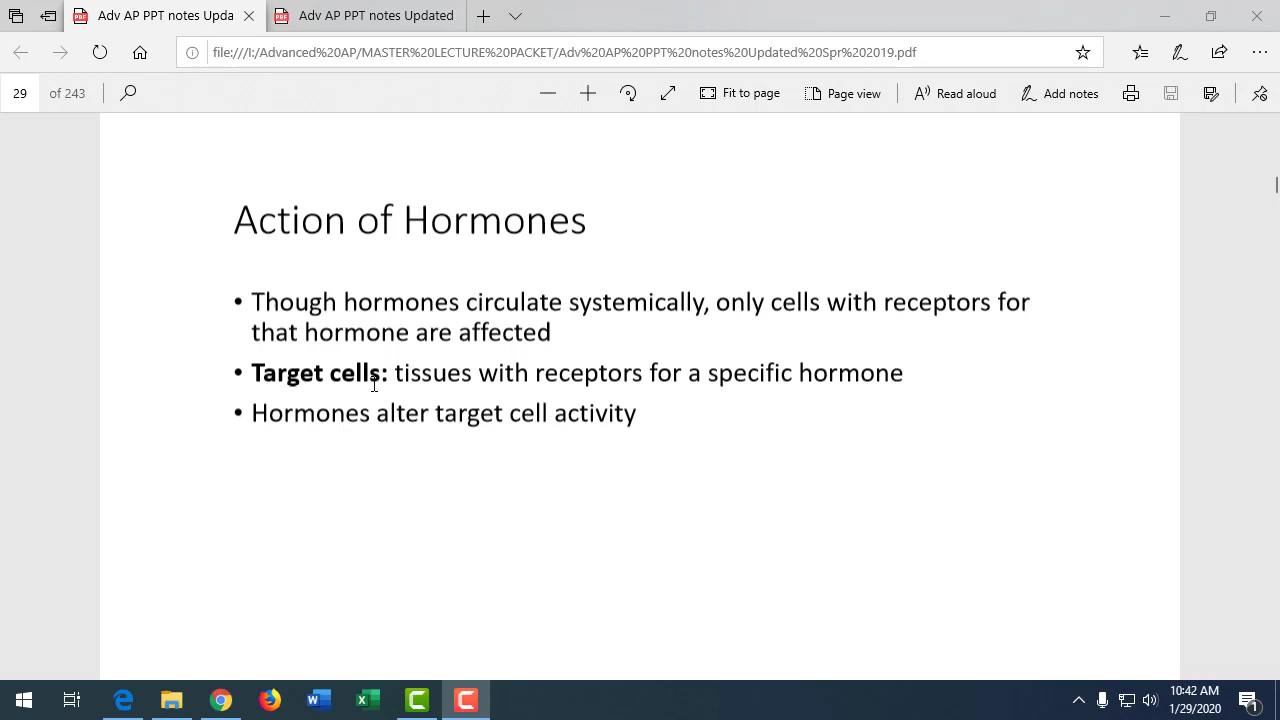 Adv AP PPT notes Upda
Adv AP PPT notes Updated
file:///I:/Advanced%20AP/MASTER%20LECTURE%20PACKET/Adv%20AP%20PPT%20notes%20Updated%20Spr%202019.pdf
29 of 243 Fit to page Page view Read aloud Add notes
Action of Hormones
• Though hormones circulate systemically, only cells with receptors for
that hormone are affected
• Target cells: tissues with receptors for a specific hormone
• Hormones alter target cell activity
10:42 AM
1/29/2020
1